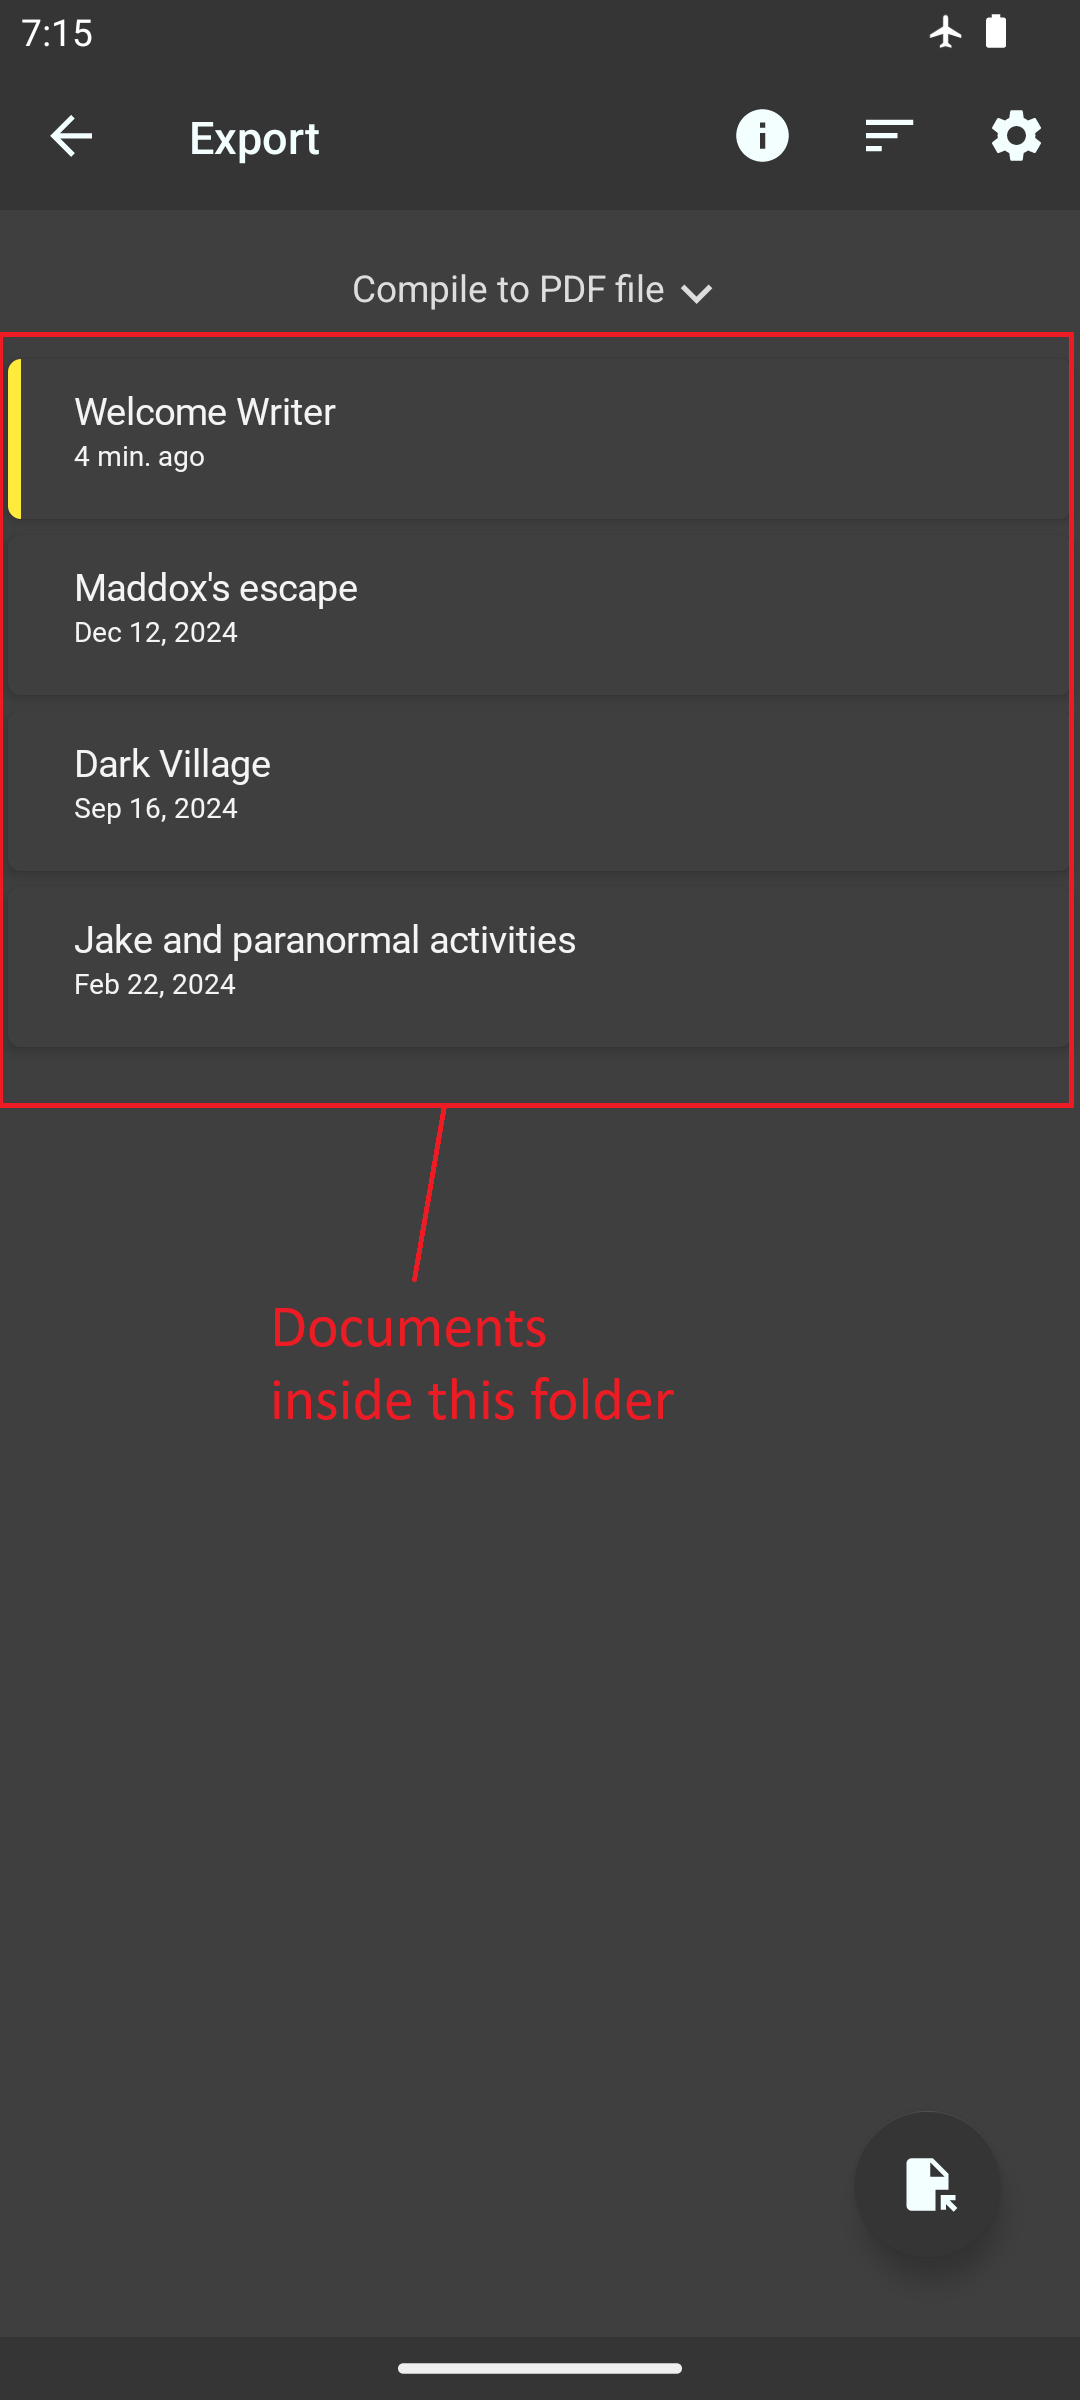 7:15
Export
Compile to PDF file
Welcome Writer
4 min. ago
Maddox's escape
Dec 12, 2024
Dark Village
Sep 16, 2024
Jake and paranormal activities
Feb 22, 2024
Documents
inside this folder